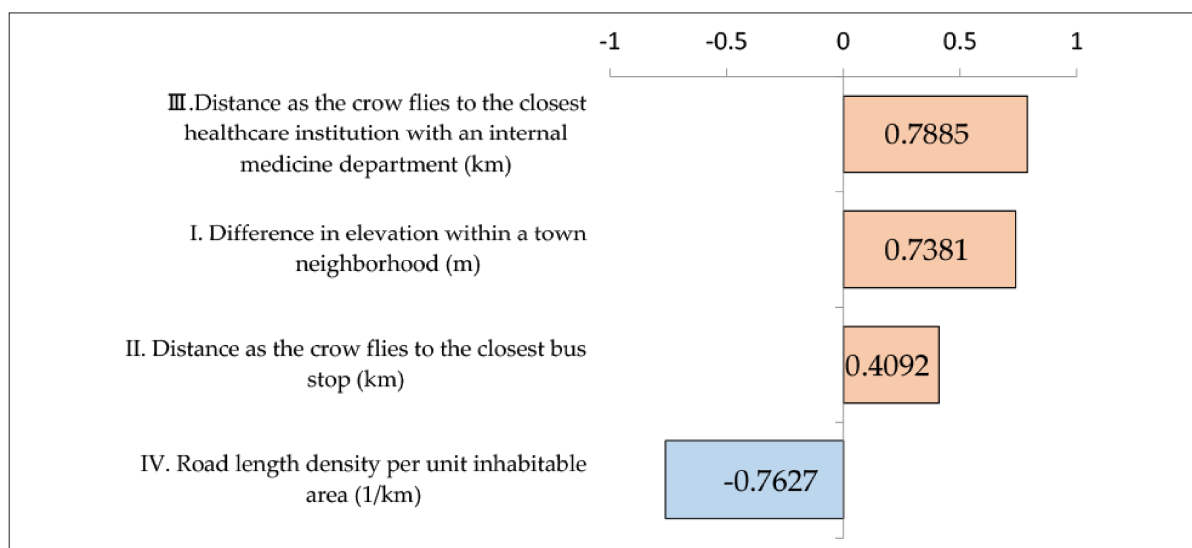 -1 -0.5 0 0.5 1
Ⅲ.Distance as the crow flies to the closest
healthcare institution with an internal
medicine department (km)
0.7885
I. Difference in elevation within a town
neighborhood (m)
0.7381
II. Distance as the crow flies to the closest bus
stop (km)
0.4092
IV. Road length density per unit inhabitable
area (1/km)
-0.7627